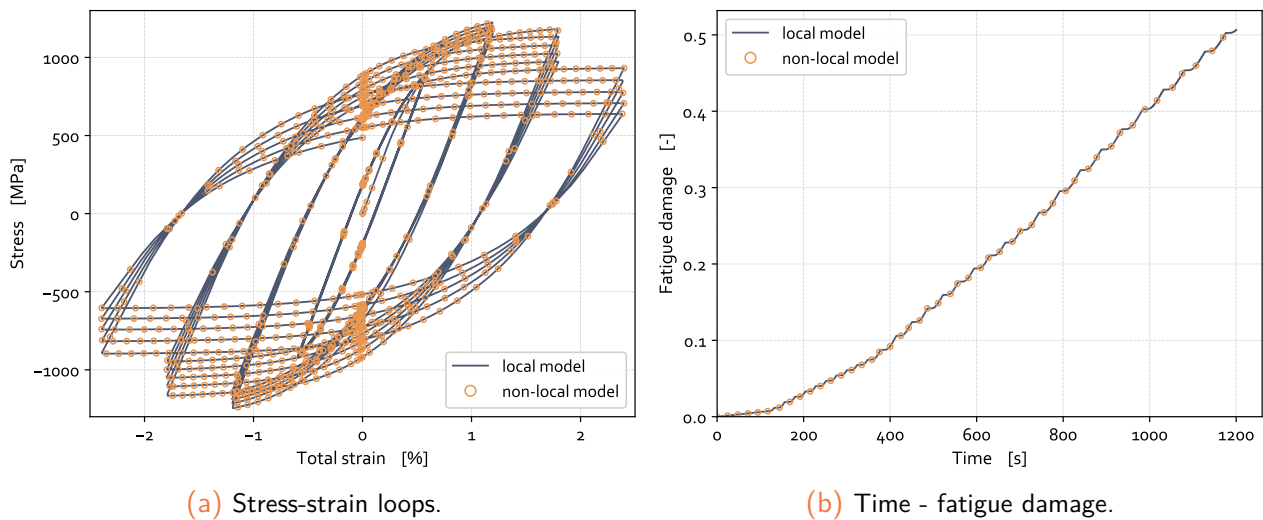 1000
500
0
−500
−1000
Stress [MPa]
−2 −1 0 1 2
Total strain [%]
local model
non-local model
(a) Stress-strain loops.
0.5
0.4
0.3
0.2
0.1
0.0
Fatigue damage [-]
0 200 400 600 800 1000 1200
Time [s]
local model
non-local model
(b) Time - fatigue damage.